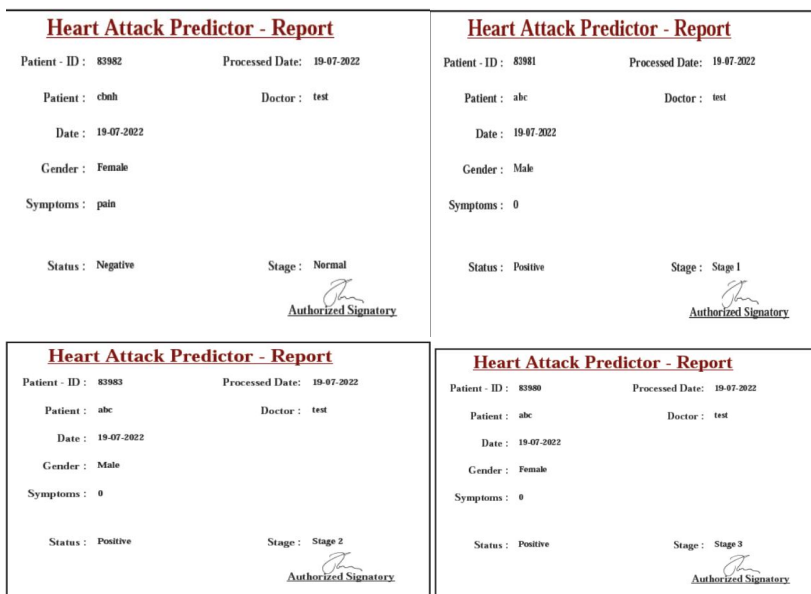 Heart Attack Predictor - Report
Patient - ID : 83982 Processed Date: 19-07-2022
Patient : cbnh Doctor : test
Date : 19-07-2022
Gender : Female
Symptoms : pain
Status : Negative Stage : Normal
Authorized Signatory
Heart Attack Predictor - Report
Patient - ID : 83981 Processed Date: 19-07-2022
Patient : abc Doctor : test
Date : 19-07-2022
Gender : Male
Symptoms : 0
Status : Positive Stage : Stage 1
Authorized Signatory
Heart Attack Predictor - Report
Patient - ID : 83983 Processed Date: 19-07-2022
Patient : abc Doctor : test
Date : 19-07-2022
Gender : Male
Symptoms : 0
Status : Positive Stage : Stage 2
Authorized Signatory
Heart Attack Predictor - Report
Patient - ID : 83980 Processed Date: 19-07-2022
Patient : abc Doctor : test
Date : 19-07-2022
Gender : Female
Symptoms : 0
Status : Positive Stage : Stage 3
Authorized Signatory